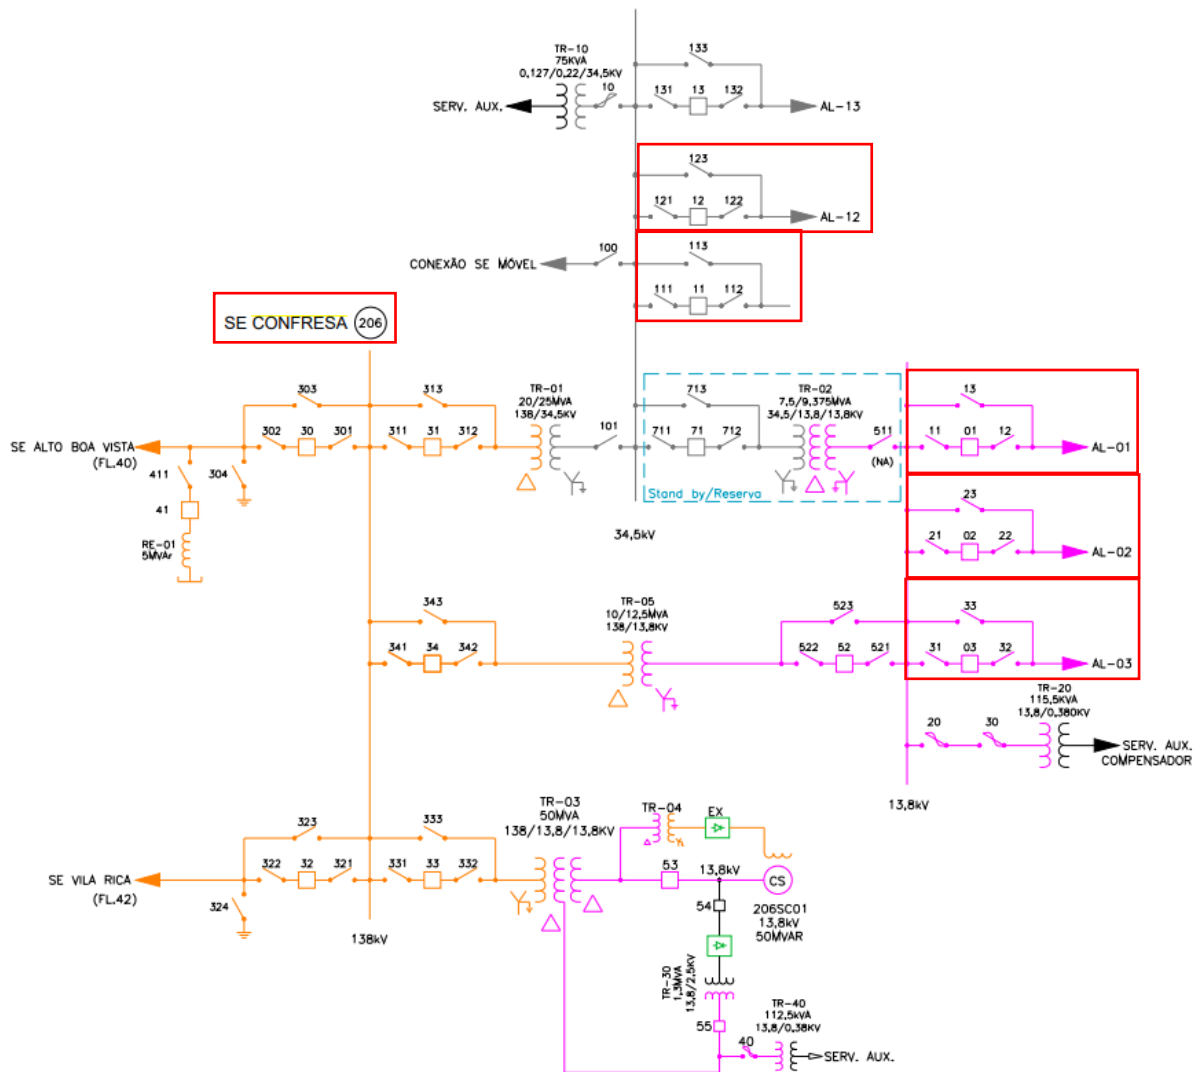 133
TR-10
75KVA
0,127/0,22/34,5KV
10
131 13 132
SERV. AUX.
AL-13
123
121 12 122
AL-12
100
113
CONEXÃO SE MÓVEL
111 11 112
SE CONFRESA 206
303
313
TR-01
20/25MVA
138/34,5KV
713
TR-02
7,5/9,375MVA
34,5/13,8/13,8KV
13
302 30 301
311 31 312
101
711 71 712
511
(NA)
11 01 12
SE ALTO BOA VISTA
(FL.40)
AL-01
411
304
41
Stand by/Reserva
23
RE-01
5MVAr
34,5kV
21 02 22
AL-02
343
TR-05
10/12,5MVA
138/13,8KV
523
33
341 34 342
522 52 521
31 03 32
AL-03
TR-20
115,5KVA
13,8/0,380KV
20 30
SERV. AUX.
COMPENSADOR
13,8kV
323
333
TR-03
50MVA
138/13,8/13,8KV
TR-04
EX
322 32 321
331 33 332
53
13,8kV
CS
SE VILA RICA
(FL.42)
324
54
206SC01
13,8kV
50MVAR
138kV
TR-30
1,3MVA
13,8/2,5KV
55
TR-40
112,5kVA
13,8/0,38KV
40
SERV. AUX.